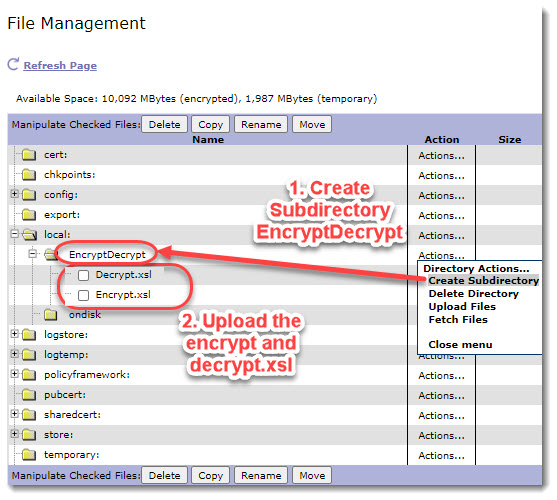 File Management
Refresh Page
Available Space: 10,092 MBytes (encrypted), 1,987 MBytes (temporary)
Manipulate Checked Files: Delete Copy Rename Move
Name Action Size
cert: Actions...
chkpoints: Actions...
config: Actions...
export: Actions...
local: Actions...
EncryptDecrypt
Decrypt.xsl
Encrypt.xsl
ondisk
1. Create
Subdirectory
EncryptDecrypt
2. Upload the
encrypt and
decrypt.xsl
Directory Actions...
Create Subdirectory
Delete Directory
Upload Files
Fetch Files
Close menu
logstore:
logtemp: Actions...
policyframework: Actions...
pubcert: Actions...
sharedcert: Actions...
store: Actions...
temporary: Actions...
Manipulate Checked Files: Delete Copy Rename Move